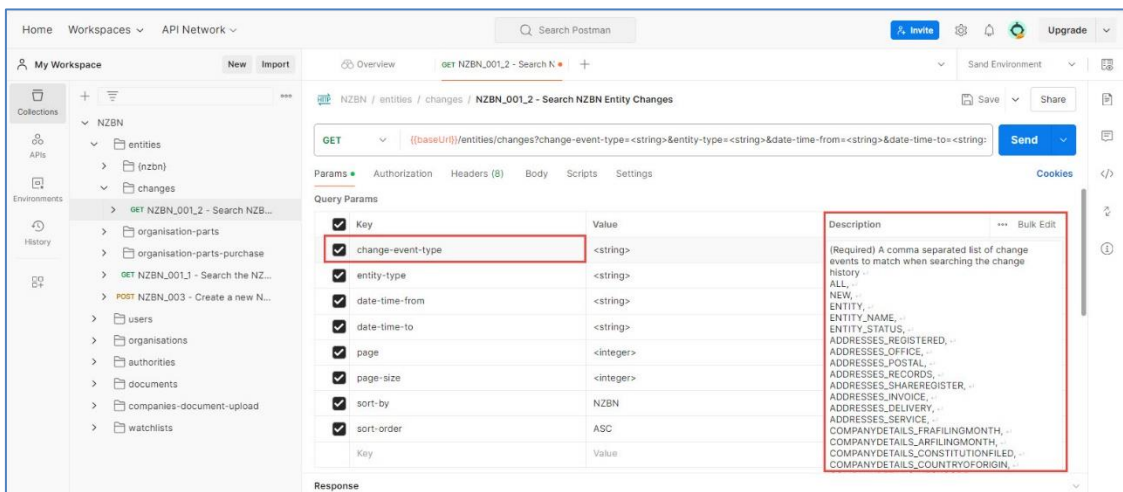 Home Workspaces API Network Search Postman Invite Upgrade
My Workspace New Import Overview GET NZBN_001_2 - Search N + Sand Environment
Collections
APIs
Environments
History
NZBN
entities
{nzbn}
changes
GET NZBN_001_2 - Search NZB...
organisation-parts
organisation-parts-purchase
GET NZBN_001_1 - Search the NZ...
POST NZBN_003 - Create a new N...
users
organisations
authorities
documents
companies-document-upload
watchlists
HTTP NZBN / entities / changes / NZBN_001_2 - Search NZBN Entity Changes Save Share
GET {{baseUrl}}/entities/changes?change-event-type=<string>&entity-type=<string>&date-time-from=<string>&date-time-to=<string> Send
Params Authorization Headers (8) Body Scripts Settings Cookies
Query Params
Key Value Description ... Bulk Edit
change-event-type <string>
entity-type <string>
date-time-from <string>
date-time-to <string>
page <integer>
page-size <integer>
sort-by NZBN
sort-order ASC
Key Value
(Required) A comma separated list of change
events to match when searching the change
history
ALL,
NEW,
ENTITY,
ENTITY_NAME,
ENTITY_STATUS,
ADDRESSES_REGISTERED,
ADDRESSES_OFFICE,
ADDRESSES_POSTAL,
ADDRESSES_RECORDS,
ADDRESSES_SHAREREGISTER,
ADDRESSES_INVOICE,
ADDRESSES_DELIVERY,
ADDRESSES_SERVICE,
COMPANYDETAILS_FRAFILINGMONTH,
COMPANYDETAILS_ARFILINGMONTH,
COMPANYDETAILS_CONSTITUTIONFILED,
COMPANYDETAILS_COUNTRYOFORIGIN,
Response